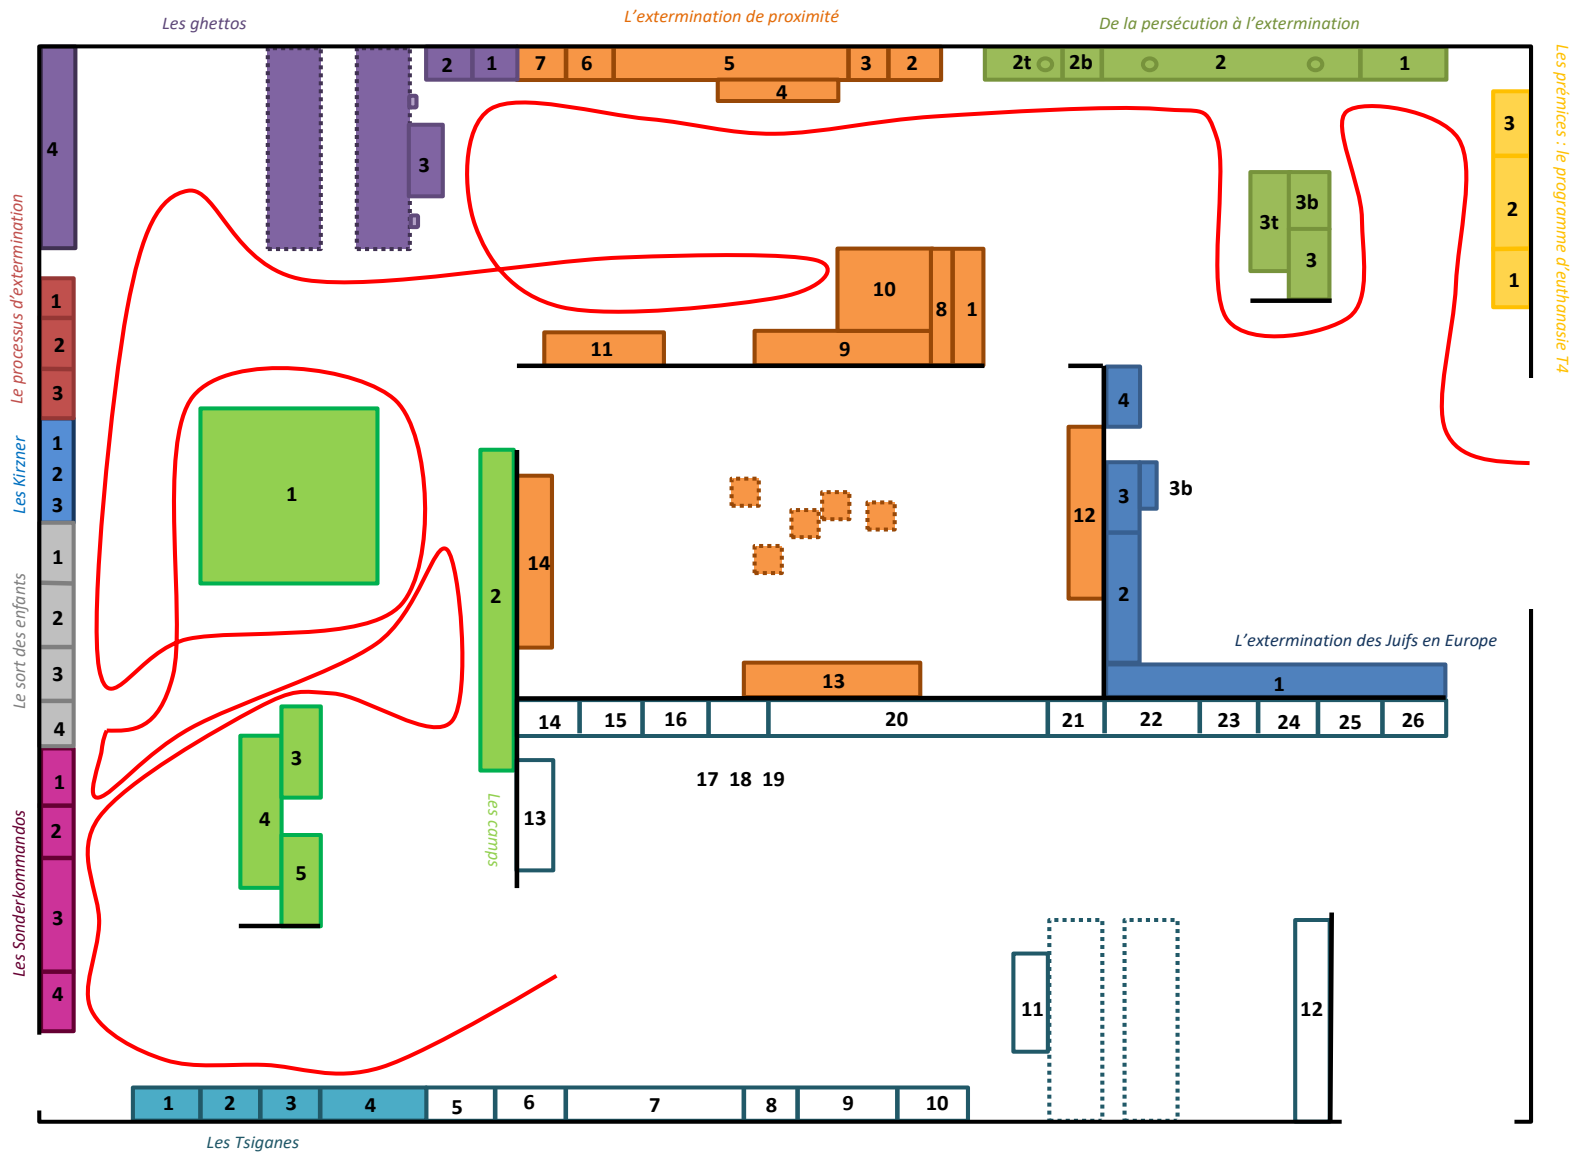 Les ghettos
L'extermination de proximité
De la persécution à l'extermination
2 1 7 6 5 3 2
4
2t 2b 2 1
Les prémices : le programme d'euthanasie T4
3
2
1
4
3
3t 3b
3
10 8 1
9
11
Le processus d'extermination
1
2
3
Les Kirzner
1
2
3
Le sort des enfants
1
2
3
4
Les Sonderkommandos
1
2
3
4
1
2
Les camps
3
4
5
14
12
13
4
3 3b
2
L'extermination des Juifs en Europe
1
14 15 16 20 21 22 23 24 25 26
17 18 19
13
11
12
1 2 3 4 5 6 7 8 9 10
Les Tsiganes